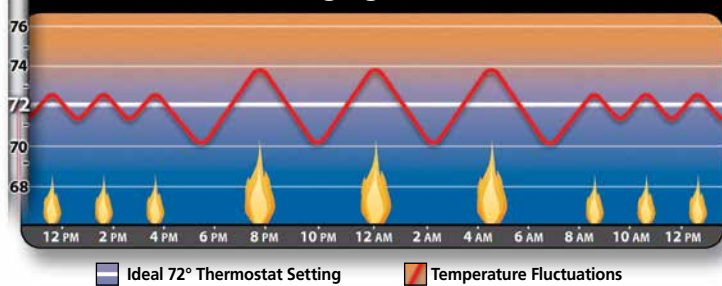 76
74
72
70
68
12 PM 2 PM 4 PM 6 PM 8 PM 10 PM 12 AM 2 AM 4 AM 6 AM 8 AM 10 AM 12 PM
Ideal 72° Thermostat Setting Temperature Fluctuations